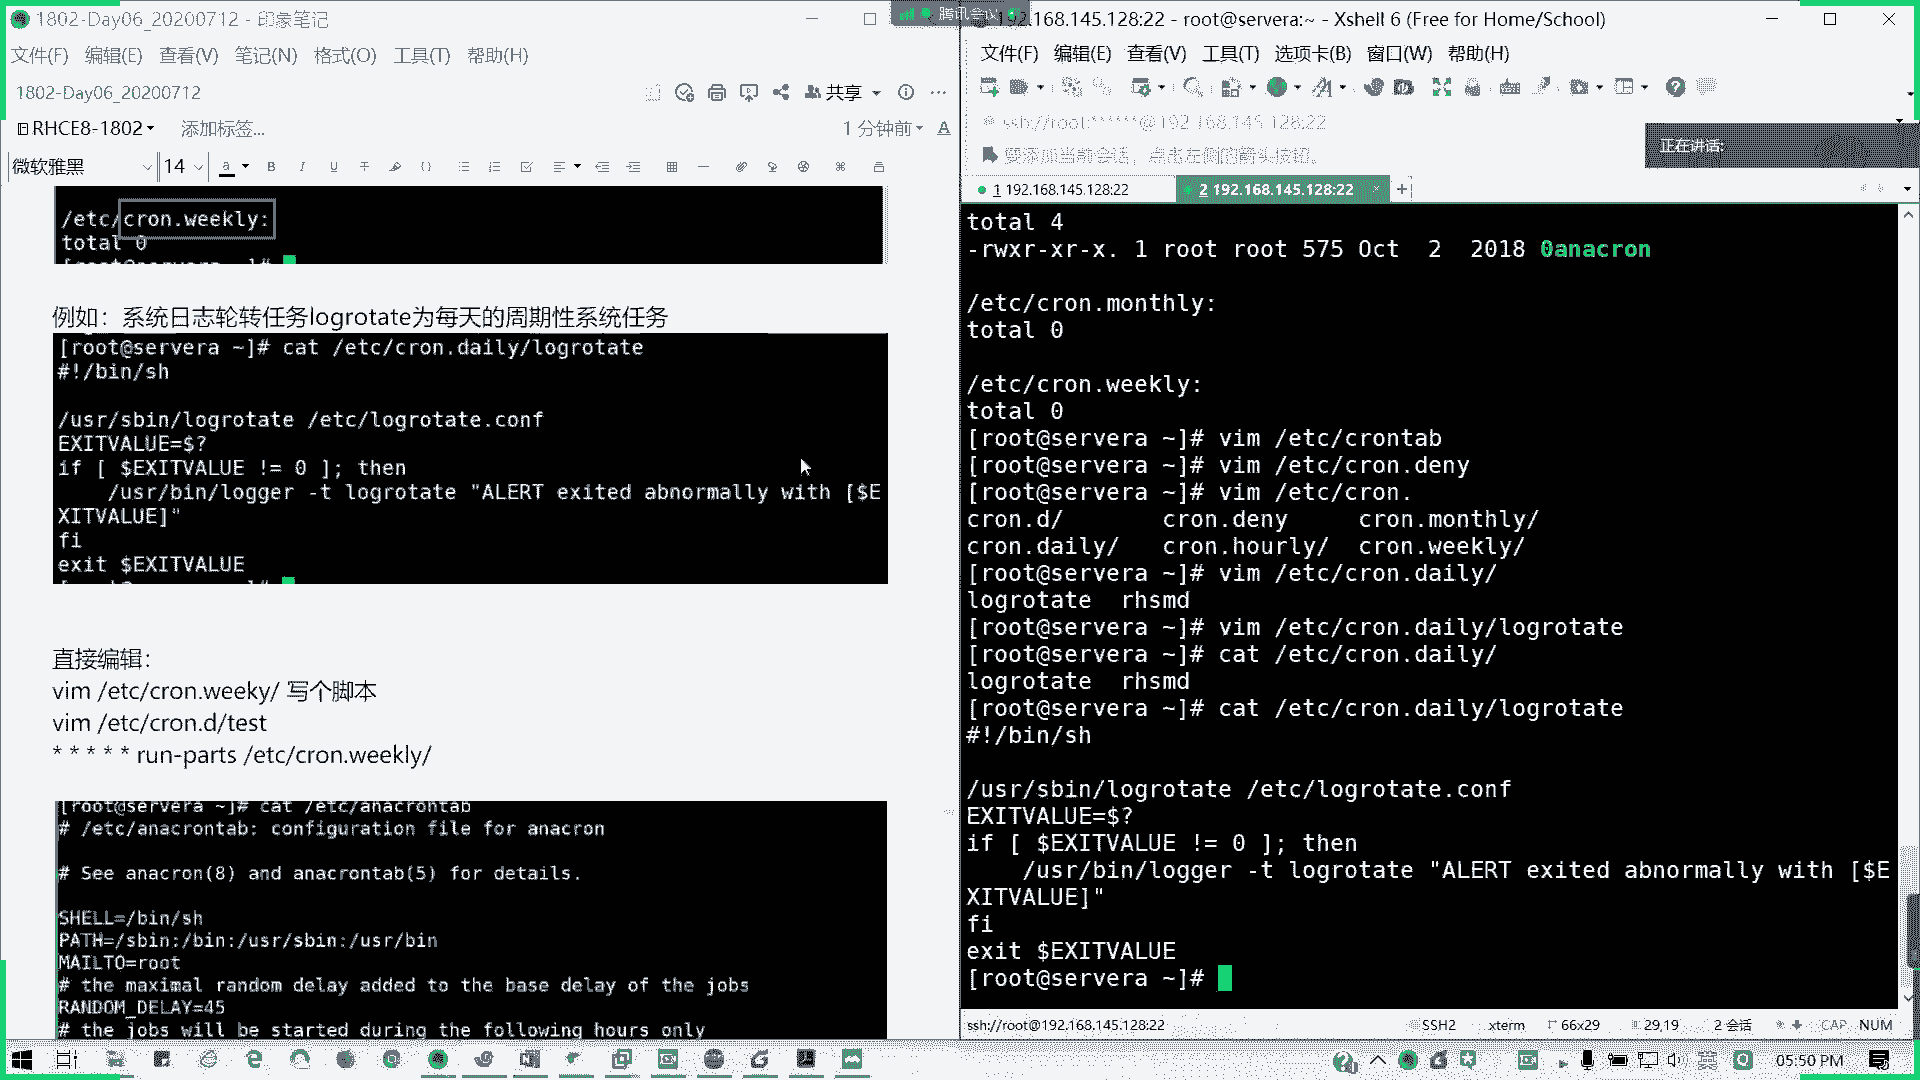 1802-Day06_20200712 - 印象笔记
文件(F) 编辑(E) 查看(V) 笔记(N) 格式(O) 工具(T) 帮助(H)
1802-Day06_20200712
共享
RHCE8-1802 添加标签...
1 分钟前
微软雅黑 14
/etc/cron.weekly:
total 0
例如：系统日志轮转任务logrotate为每天的周期性系统任务
[root@servera ~]# cat /etc/cron.daily/logrotate
#!/bin/sh
/usr/sbin/logrotate /etc/logrotate.conf
EXITVALUE=$?
if [ $EXITVALUE != 0 ]; then
/usr/bin/logger -t logrotate "ALERT exited abnormally with [$E
XITVALUE]"
fi
exit $EXITVALUE
直接编辑：
vim /etc/cron.weeky/ 写个脚本
vim /etc/cron.d/test
* * * * * run-parts /etc/cron.weekly/
[root@servera ~]# cat /etc/anacrontab
# /etc/anacrontab: configuration file for anacron
# See anacron(8) and anacrontab(5) for details.
SHELL=/bin/sh
PATH=/sbin:/bin:/usr/sbin:/usr/bin
MAILTO=root
# the maximal random delay added to the base delay of the jobs
RANDOM_DELAY=45
# the jobs will be started during the following hours only
腾讯会议
192.168.145.128:22 - root@servera:~ - Xshell 6 (Free for Home/School)
文件(F) 编辑(E) 查看(V) 工具(T) 选项卡(B) 窗口(W) 帮助(H)
ssh://root:******@192.168.145.128:22
要添加当前会话，点击左侧的箭头按钮。
正在讲话:
1 192.168.145.128:22
2 192.168.145.128:22
total 4
-rwxr-xr-x. 1 root root 575 Oct  2  2018 0anacron
/etc/cron.monthly:
total 0
/etc/cron.weekly:
total 0
[root@servera ~]# vim /etc/crontab
[root@servera ~]# vim /etc/cron.deny
[root@servera ~]# vim /etc/cron.
cron.d/ cron.deny cron.monthly/
cron.daily/ cron.hourly/ cron.weekly/
[root@servera ~]# vim /etc/cron.daily/
logrotate rhsmd
[root@servera ~]# vim /etc/cron.daily/logrotate
[root@servera ~]# cat /etc/cron.daily/
logrotate rhsmd
[root@servera ~]# cat /etc/cron.daily/logrotate
#!/bin/sh
/usr/sbin/logrotate /etc/logrotate.conf
EXITVALUE=$?
if [ $EXITVALUE != 0 ]; then
/usr/bin/logger -t logrotate "ALERT exited abnormally with [$E
XITVALUE]"
fi
exit $EXITVALUE
[root@servera ~]#
ssh://root@192.168.145.128:22 SSH2 xterm 66x29 29,19 2 会话 CAP NUM
英 05:50 PM